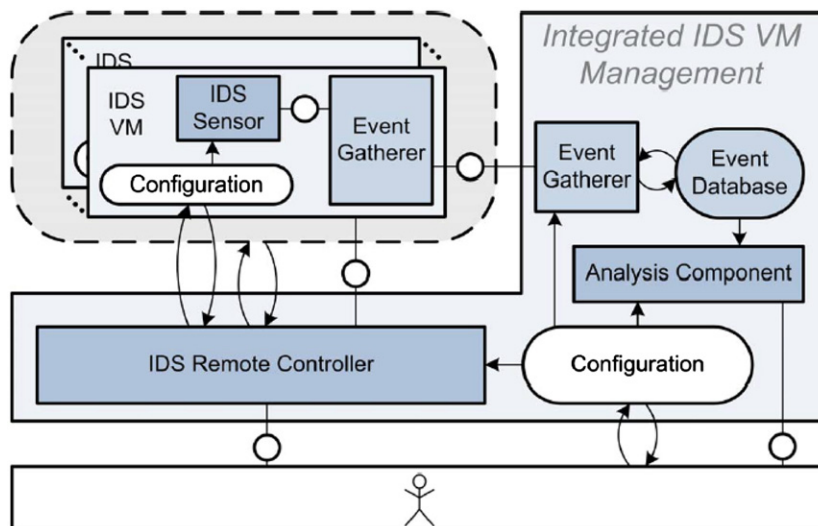 Integrated IDS VM
Management
IDS
IDS
VM
IDS
Sensor
Event
Gatherer
Configuration
Event
Gatherer
Event
Database
Analysis Component
IDS Remote Controller
Configuration